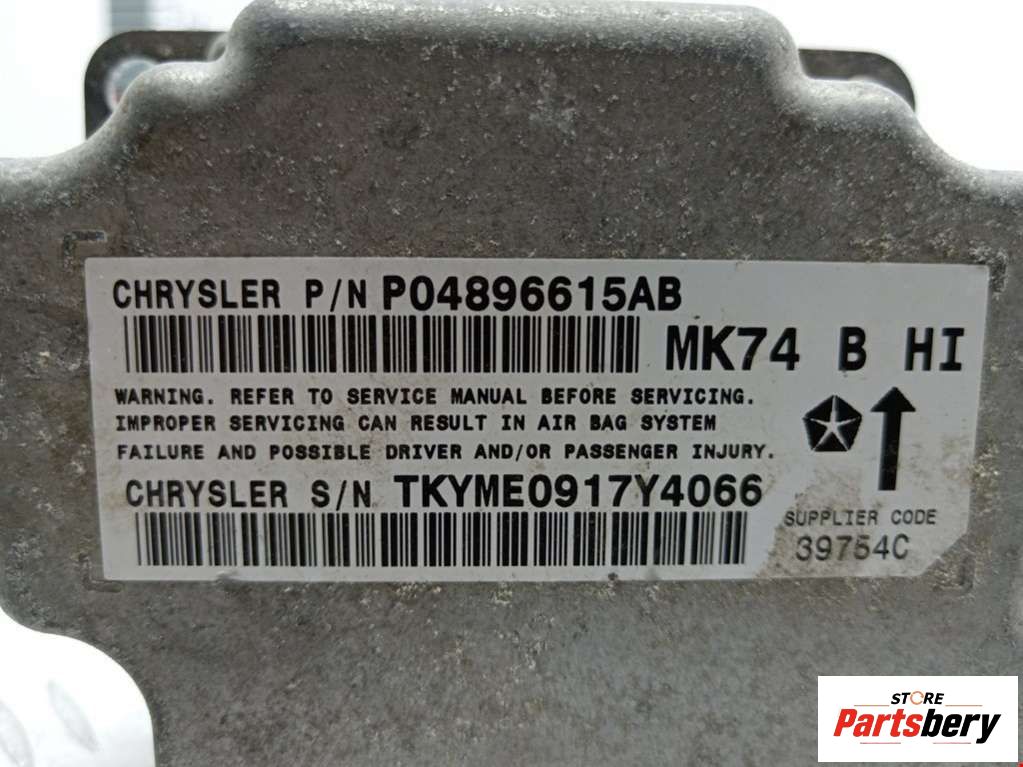 CHRYSLER P/N P04896615AB
MK74 B HI
WARNING. REFER TO SERVICE MANUAL BEFORE SERVICING.
IMPROPER SERVICING CAN RESULT IN AIR BAG SYSTEM
FAILURE AND POSSIBLE DRIVER AND/OR PASSENGER INJURY.
CHRYSLER S/N TKYME0917Y4066
SUPPLIER CODE
39754C
STORE
Partsbery